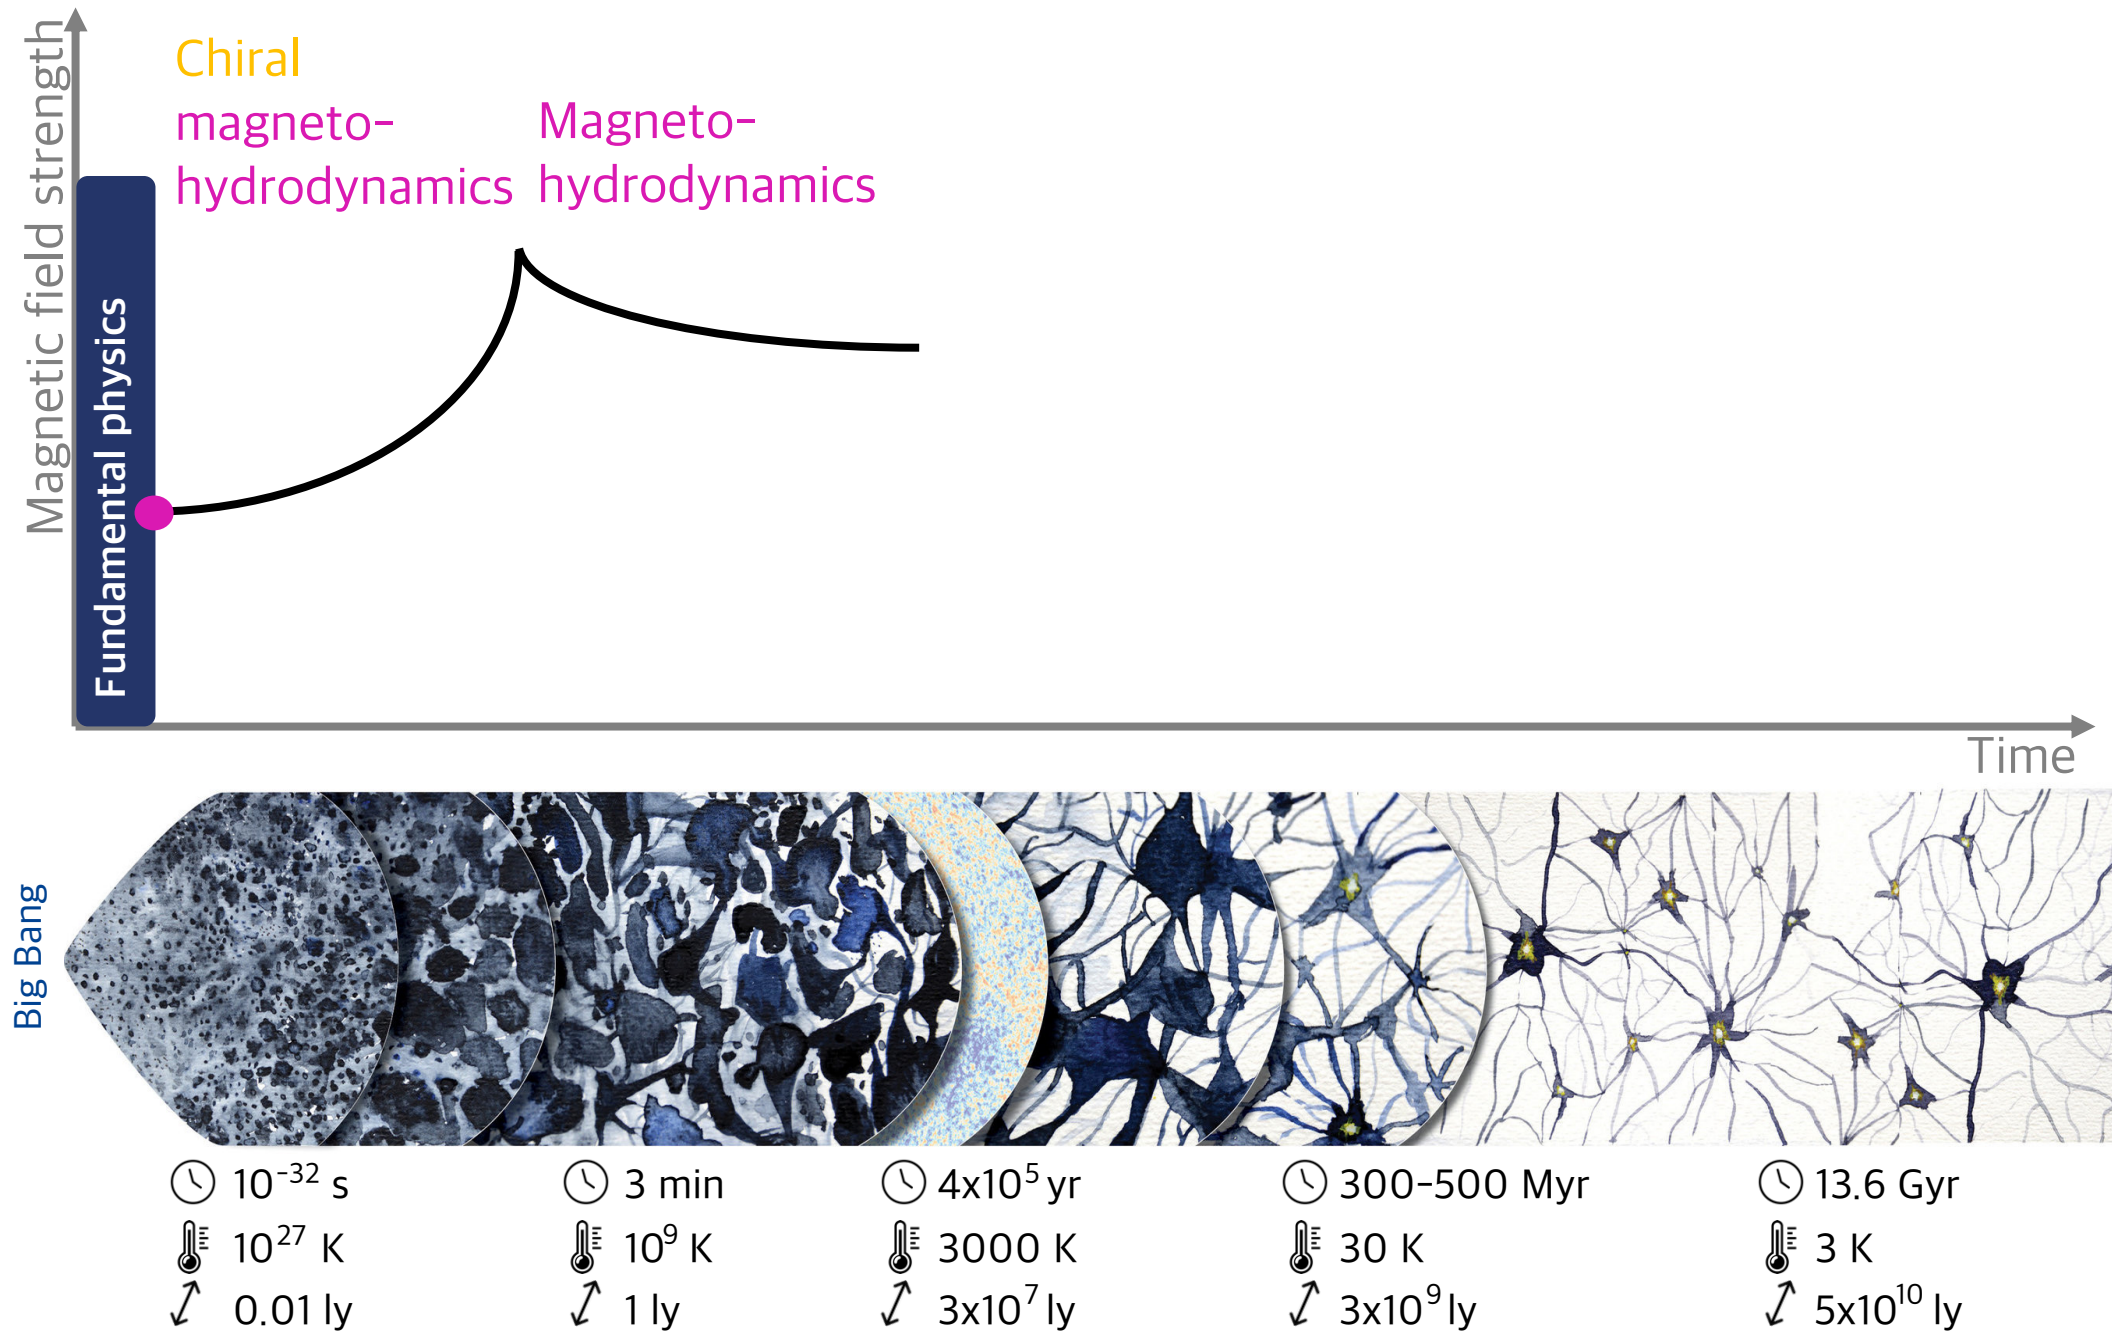 Magnetic field strength
Chiral
magneto-
hydrodynamics
Magneto-
hydrodynamics
Fundamental physics
Time
Big Bang
10⁻³² s
3 min
4x10⁵ yr
300-500 Myr
13.6 Gyr
10²⁷ K
10⁹ K
3000 K
30 K
3 K
0.01 ly
1 ly
3x10⁷ ly
3x10⁹ ly
5x10¹⁰ ly